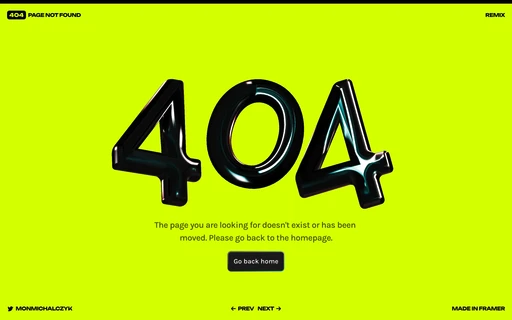 404 PAGE NOT FOUND
REMIX
404
The page you are looking for doesn't exist or has been
moved. Please go back to the homepage.
Go back home
MONMICHALCZYK
← PREV NEXT →
MADE IN FRAMER